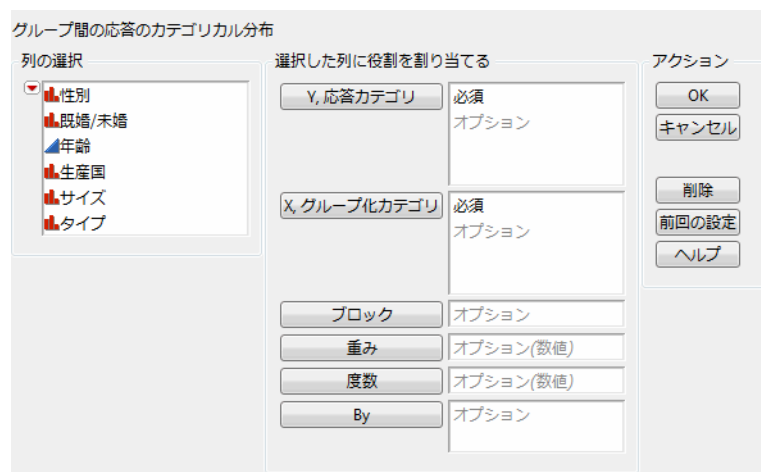 グループ間の応答のカテゴリカル分布
列の選択
性別
既婚/未婚
年齢
生産国
サイズ
タイプ
選択した列に役割を割り当てる
Y, 応答カテゴリ
必須
オプション
X, グループ化カテゴリ
必須
オプション
ブロック
オプション
重み
オプション(数値)
度数
オプション(数値)
By
オプション
アクション
OK
キャンセル
削除
前回の設定
ヘルプ